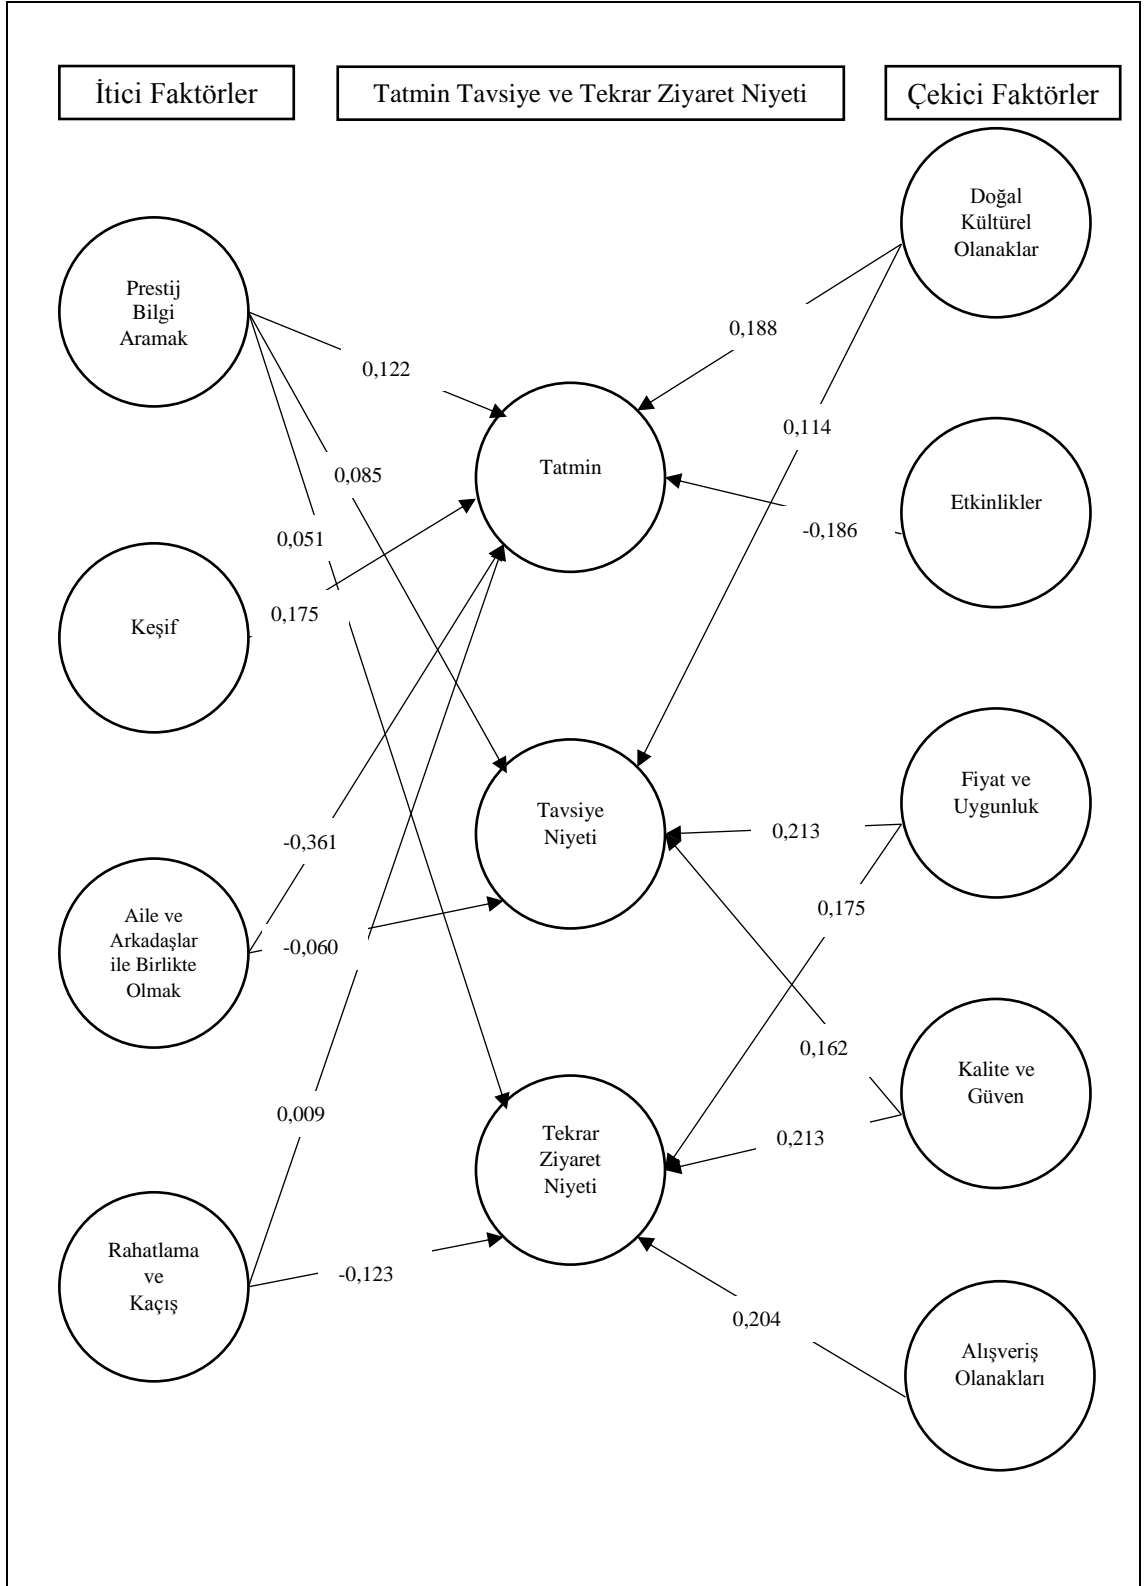 İtici Faktörler
Tatmin Tavsiye ve Tekrar Ziyaret Niyeti
Çekici Faktörler
Prestij
Bilgi
Aramak
Keşif
Aile ve
Arkadaşlar
ile Birlikte
Olmak
Rahatlama
ve
Kaçış
0,122
0,085
0,051
0,175
-0,361
-0,060
0,009
-0,123
Tatmin
Tavsiye
Niyeti
Tekrar
Ziyaret
Niyeti
0,188
0,114
-0,186
0,213
0,175
0,162
0,213
0,204
Doğal
Kültürel
Olanaklar
Etkinlikler
Fiyat ve
Uygunluk
Kalite ve
Güven
Alışveriş
Olanakları